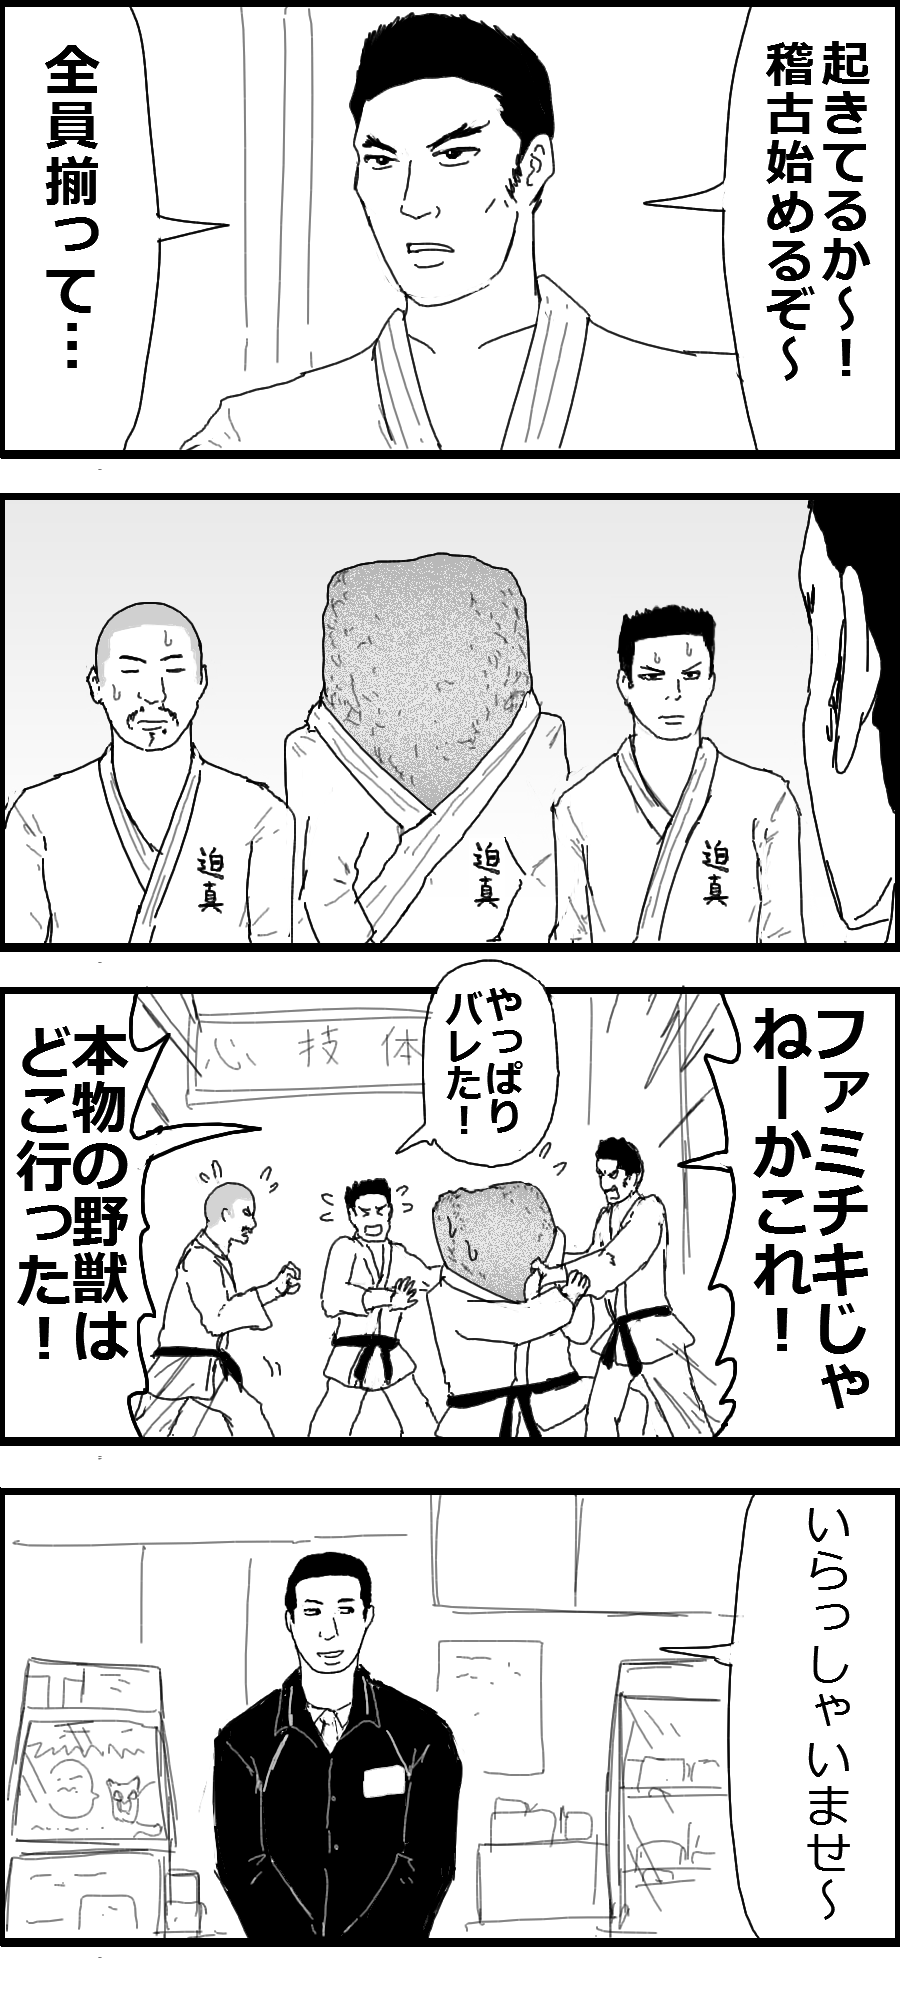 起きてるか～！
稽古始めるぞ～
全員揃って…
迫真
迫真
迫真
ファミチキじゃ
ねーかこれ！
やっぱり
バレた！
心技体
本物の野獣は
どこ行った！
いらっしゃいませ～